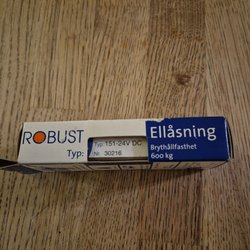 ROBUST
Typ:
Typ: 151-24V DC
Nr. 30216
Ellåsning
Brythållfasthet
600 kg